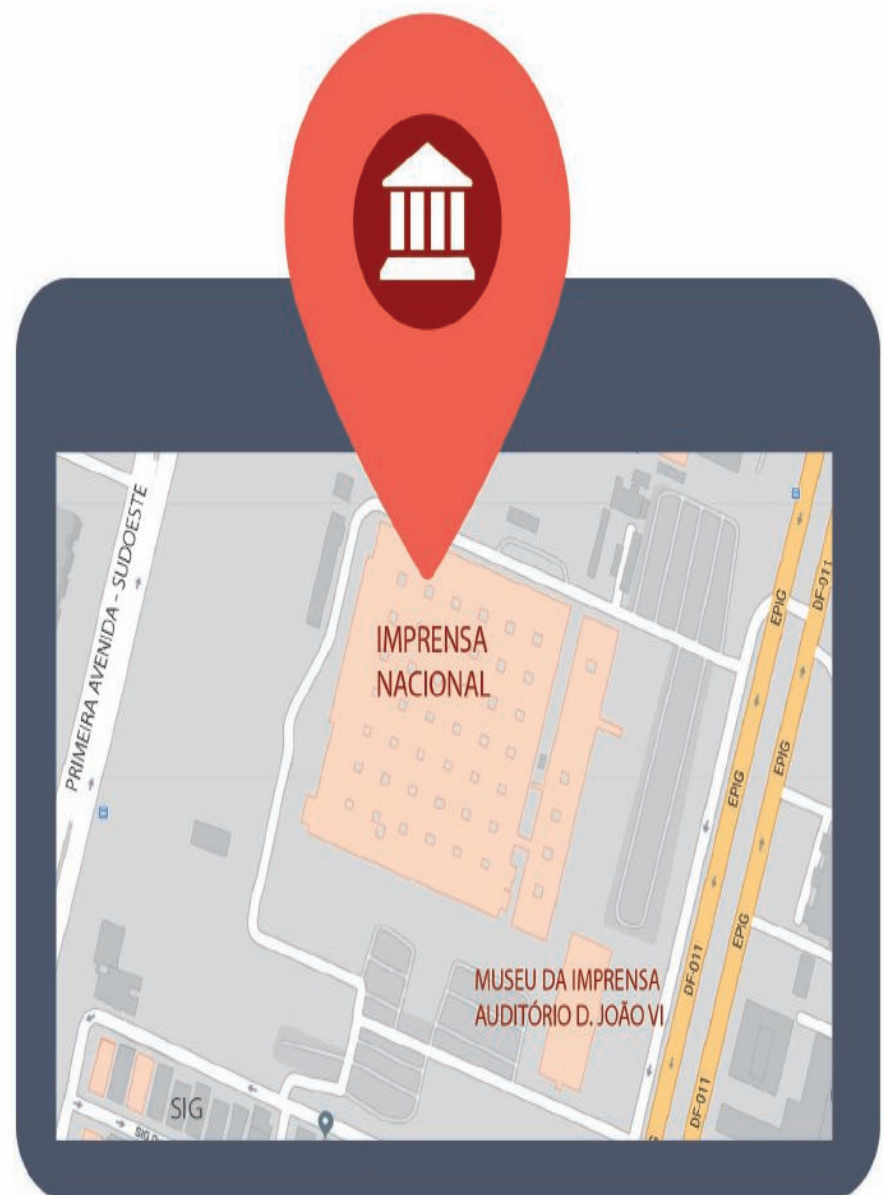 PRIMEIRA AVENIDA - SUDOESTE
IMPRENSA
NACIONAL
EPIG
DF-011
EPIG
EPIG
DF-011
MUSEU DA IMPRENSA
AUDITÓRIO D. JOÃO VI
DF-011
SIG
SIG